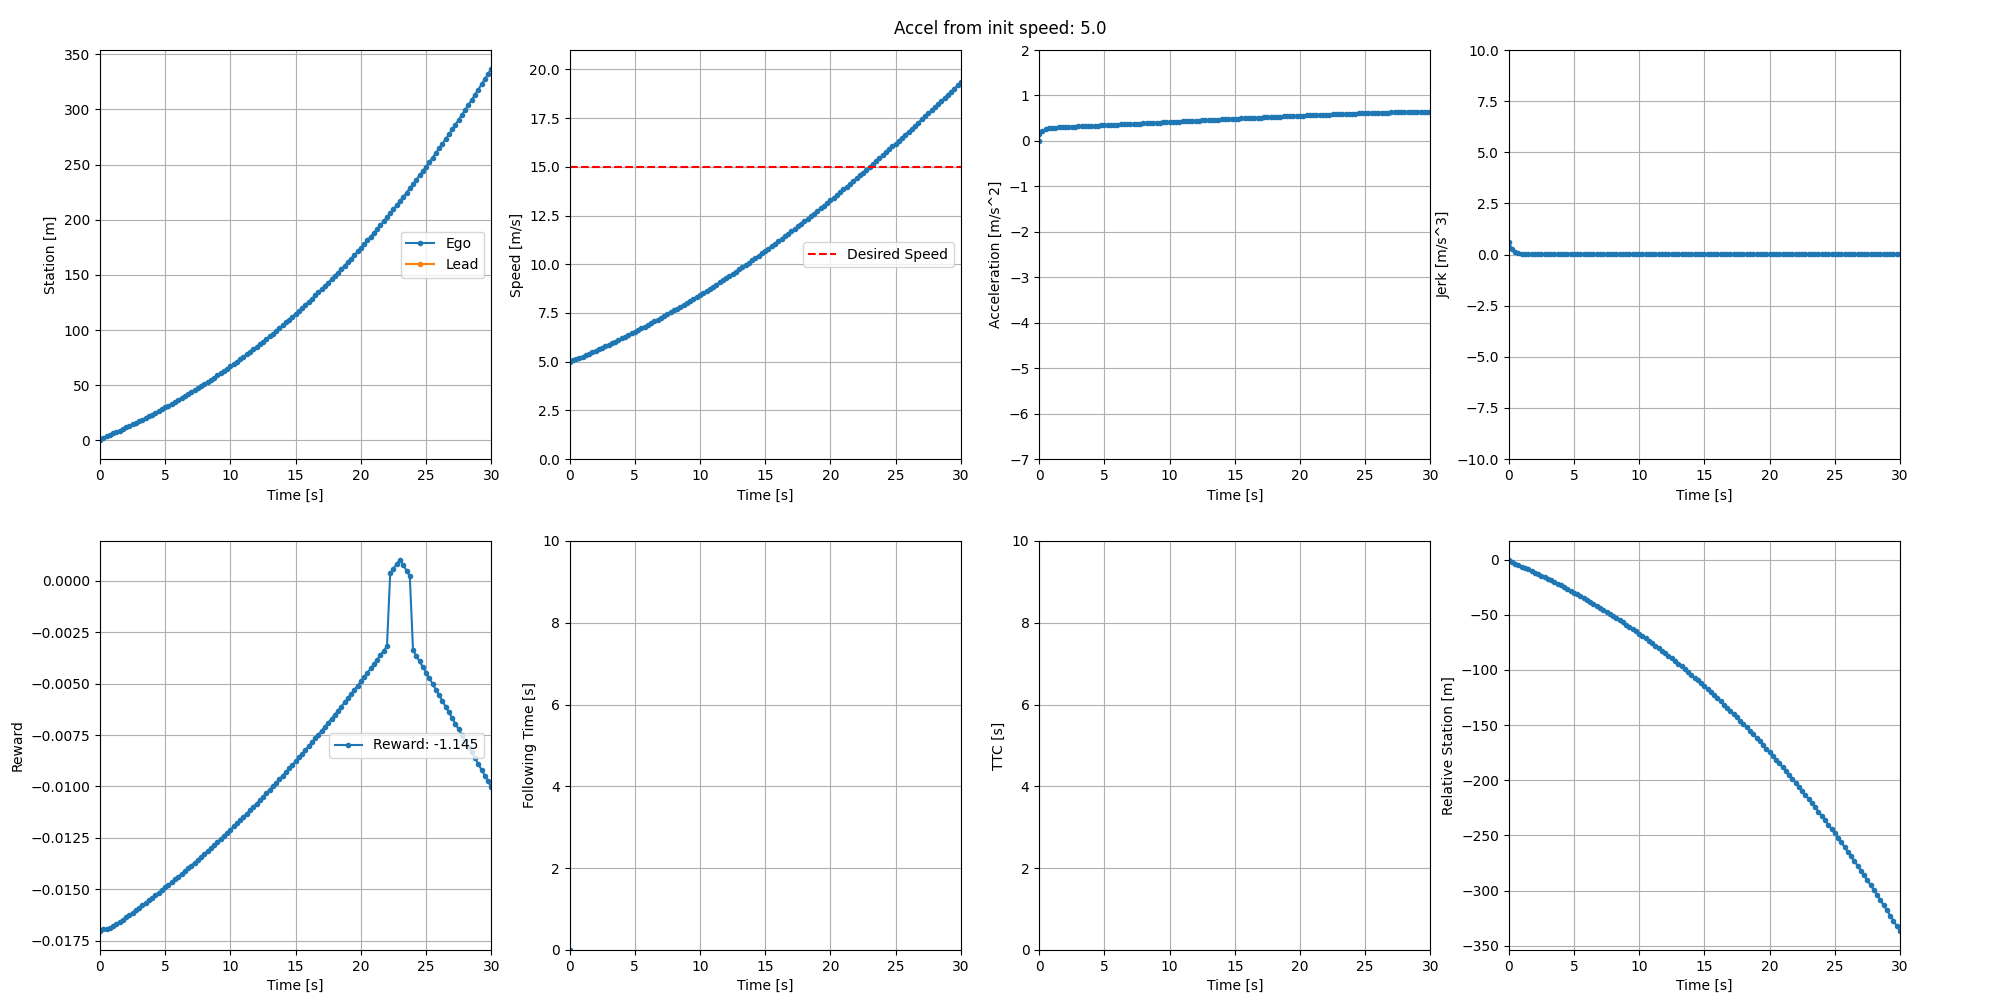 Accel from init speed: 5.0
350
300
250
200
150
100
50
0
Station [m]
Ego
Lead
0 5 10 15 20 25 30
Time [s]
20.0
17.5
15.0
12.5
10.0
7.5
5.0
2.5
0.0
Speed [m/s]
Desired Speed
0 5 10 15 20 25 30
Time [s]
2
1
0
−1
−2
−3
−4
−5
−6
−7
Acceleration [m/s^2]
0 5 10 15 20 25 30
Time [s]
10.0
7.5
5.0
2.5
0.0
−2.5
−5.0
−7.5
−10.0
Jerk [m/s^3]
0 5 10 15 20 25 30
Time [s]
0.0000
−0.0025
−0.0050
−0.0075
−0.0100
−0.0125
−0.0150
−0.0175
Reward
Reward: -1.145
0 5 10 15 20 25 30
Time [s]
10
8
6
4
2
0
Following Time [s]
0 5 10 15 20 25 30
Time [s]
10
8
6
4
2
0
TTC [s]
0 5 10 15 20 25 30
Time [s]
0
−50
−100
−150
−200
−250
−300
−350
Relative Station [m]
0 5 10 15 20 25 30
Time [s]